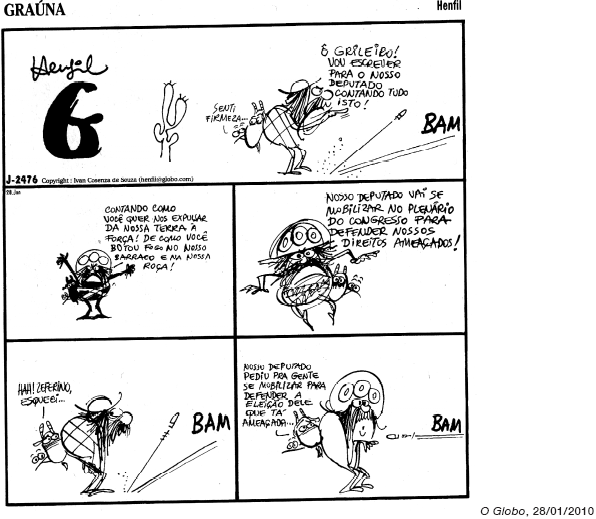 GRAÚNA
Henfil
Henfil
6
Ô GRILEIRO!
VOU ESCREVER
PARA O NOSSO
DEPUTADO
CONTANDO TUDO
ISTO!
SENTI
FIRMEZA...
BAM
J-2476 Copyright : Ivan Cosenza de Souza (henfil@globo.com)
28.Jan
CONTANDO COMO
VOCÊ QUER NOS EXPULSAR
DA NOSSA TERRA À
FORÇA! DE COMO VOCÊ
BOTOU FOGO NO NOSSO
BARRACO E NA NOSSA
ROÇA!
NOSSO DEPUTADO VAI SE
MOBILIZAR NO PLENÁRIO
DO CONGRESSO PARA
DEFENDER NOSSOS
DIREITOS AMEAÇADOS!
HAH! ZEFERINO,
ESQUECI...
BAM
NOSSO DEPUTADO
PEDIU PRA GENTE
SE MOBILIZAR PARA
DEFENDER A
ELEIÇÃO DELE
QUE TÁ
AMEAÇADA...
BAM
O Globo, 28/01/2010